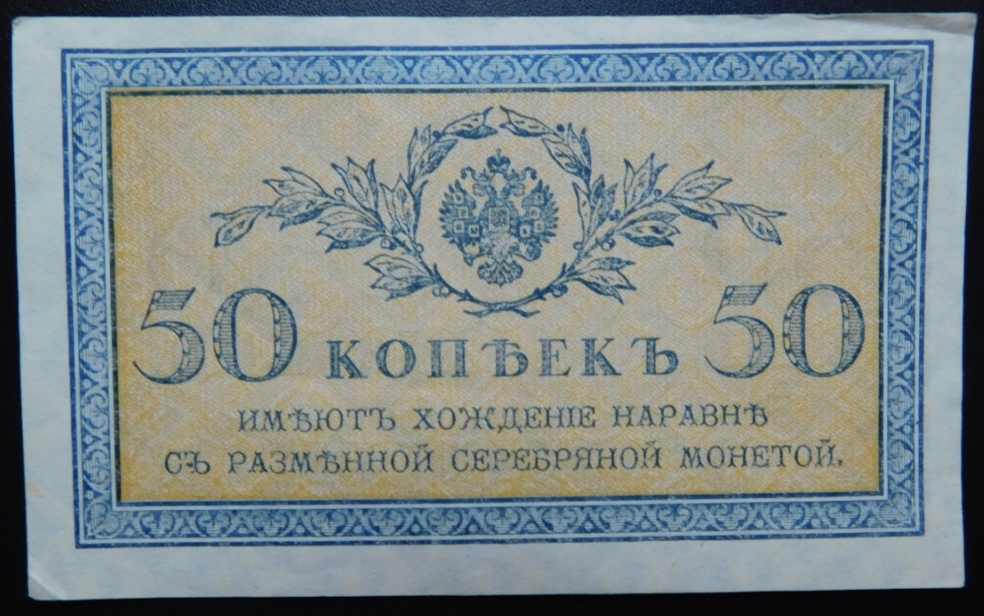 50 КОПѢЕКЪ 50
ИМѢЮТЪ ХОЖДЕНІЕ НАРАВНѢ
СЪ РАЗМѢННОЙ СЕРЕБРЯНОЙ МОНЕТОЙ.